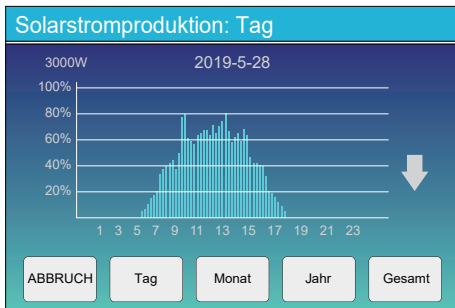 Solarstromproduktion: Tag
3000W 2019-5-28
100%
80%
60%
40%
20%
1 3 5 7 9 11 13 15 17 19 21 23
ABBRUCH Tag Monat Jahr Gesamt